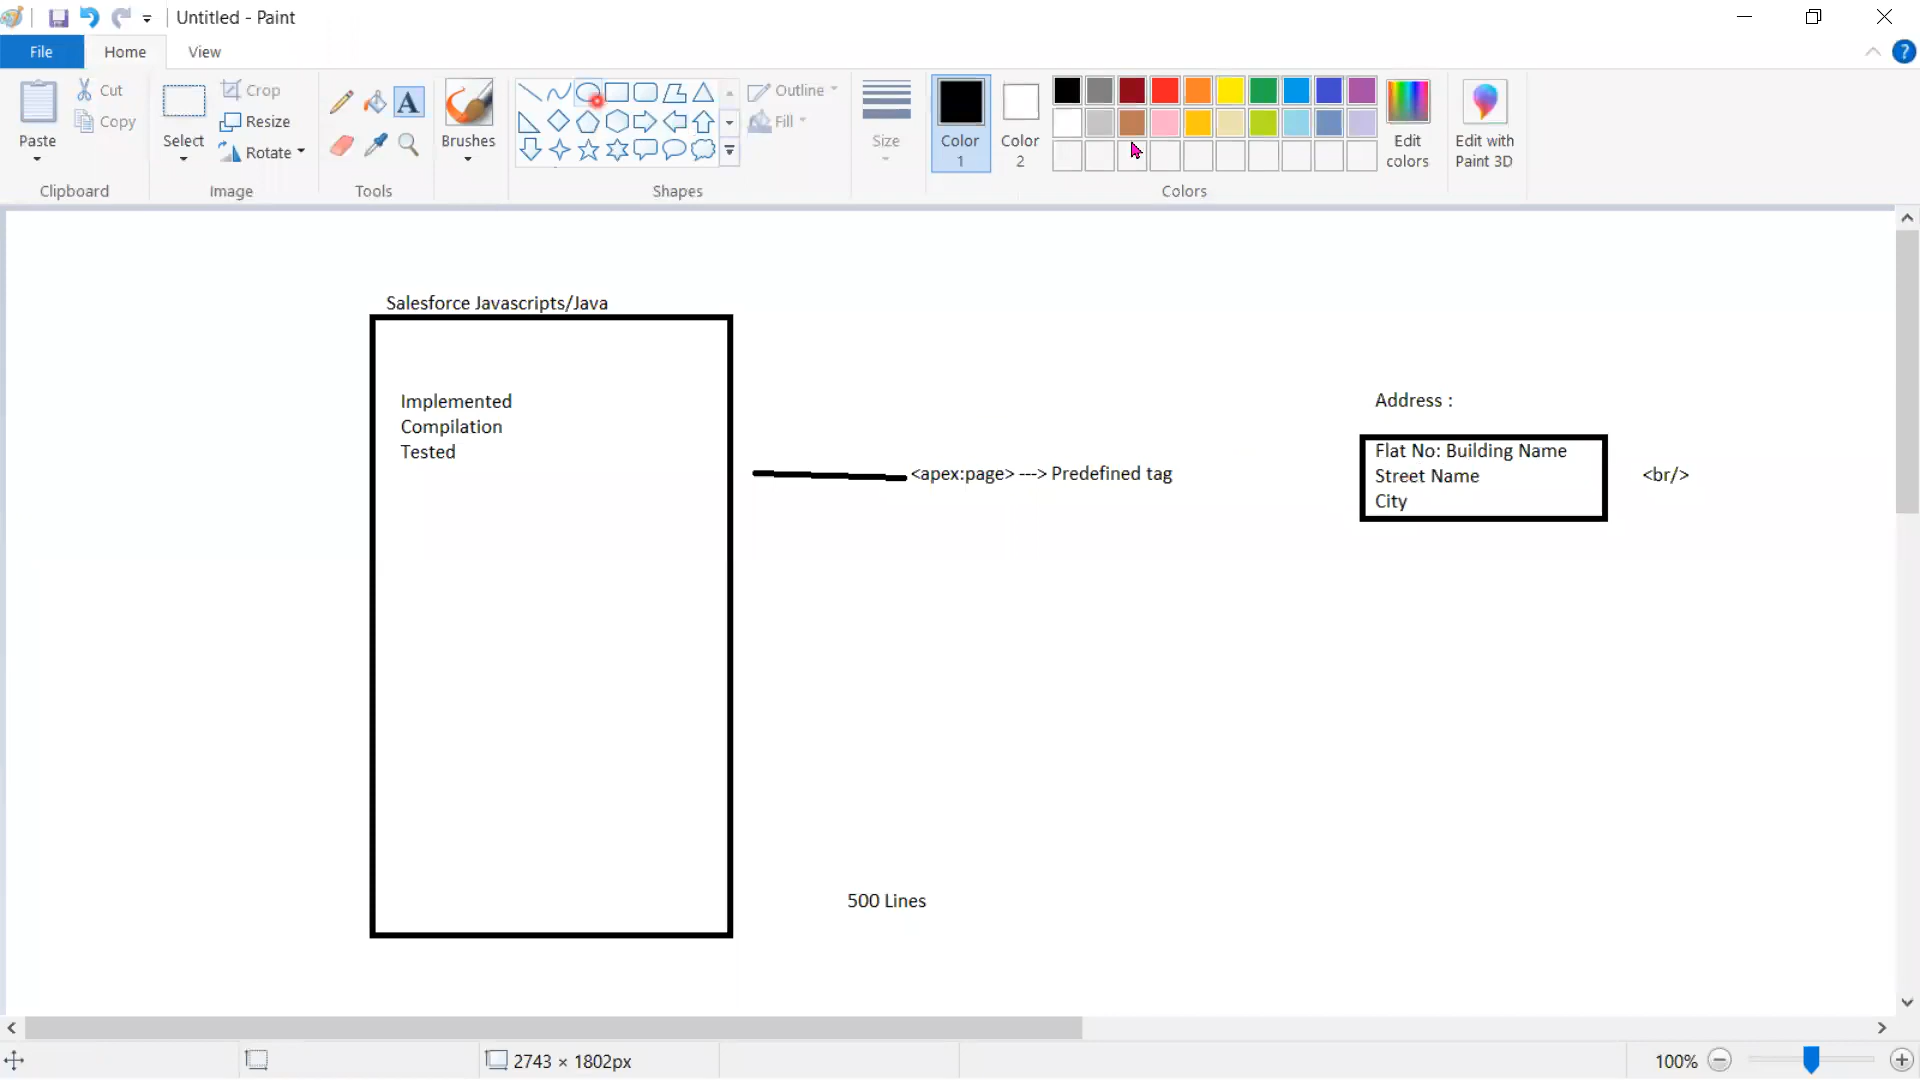 Untitled - Paint
File
Home
View
Paste
Cut
Copy
Clipboard
Select
Crop
Resize
Rotate
Image
A
Tools
Brushes
Shapes
Outline
Fill
Size
Color 1
Color 2
Colors
Edit colors
Edit with Paint 3D
?
Salesforce Javascripts/Java
Implemented
Compilation
Tested
<apex:page> ---> Predefined tag
Address :
Flat No: Building Name
Street Name
City
<br/>
500 Lines
2743 × 1802px
100%